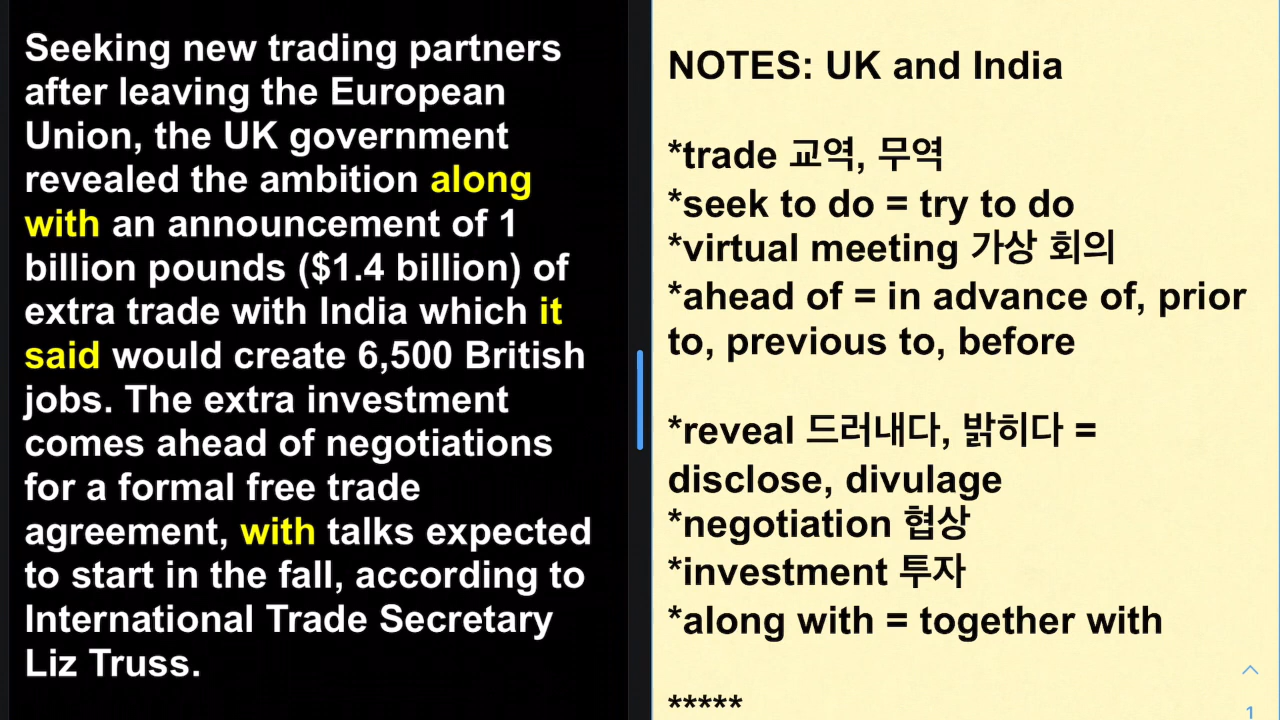 Seeking new trading partners
after leaving the European
Union, the UK government
revealed the ambition along
with an announcement of 1
billion pounds ($1.4 billion) of
extra trade with India which it
said would create 6,500 British
jobs. The extra investment
comes ahead of negotiations
for a formal free trade
agreement, with talks expected
to start in the fall, according to
International Trade Secretary
Liz Truss.
NOTES: UK and India
*trade 교역, 무역
*seek to do = try to do
*virtual meeting 가상 회의
*ahead of = in advance of, prior
to, previous to, before
*reveal 드러내다, 밝히다 =
disclose, divulage
*negotiation 협상
*investment 투자
*along with = together with
*****
1